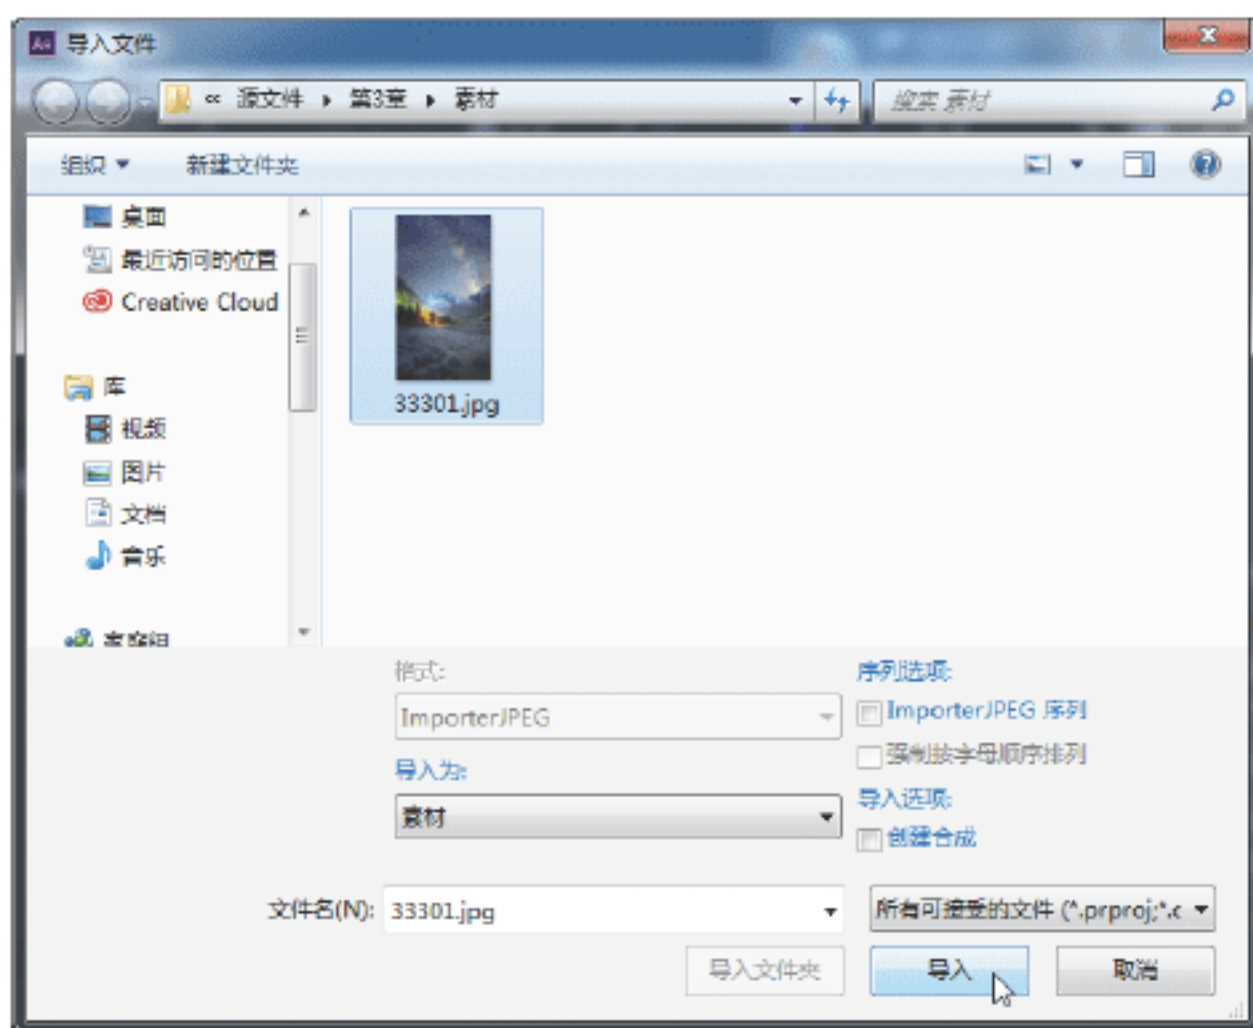 Ae 导入文件
« 源文件 ▸ 第3章 ▸ 素材
搜索 素材
组织 新建文件夹
桌面
最近访问的位置
Creative Cloud
库
视频
图片
文档
音乐
家庭组
33301.jpg
格式:
ImporterJPEG
导入为:
素材
序列选项:
ImporterJPEG 序列
强制按字母顺序排列
导入选项:
创建合成
文件名(N): 33301.jpg
所有可接受的文件 (*.prproj;*.c
导入文件夹 导入 取消